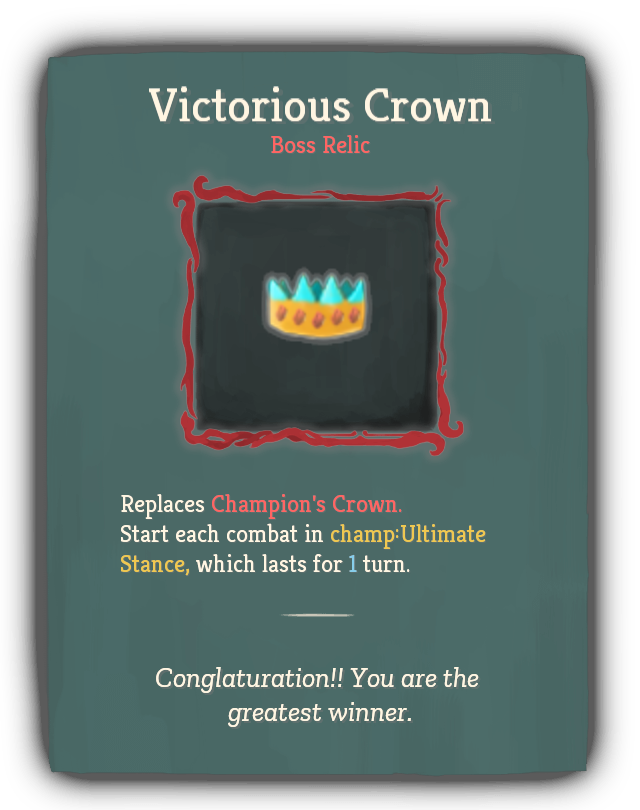 Victorious Crown
Boss Relic
Replaces Champion's Crown.
Start each combat in champ:Ultimate
Stance, which lasts for 1 turn.
Conglaturation!! You are the
greatest winner.